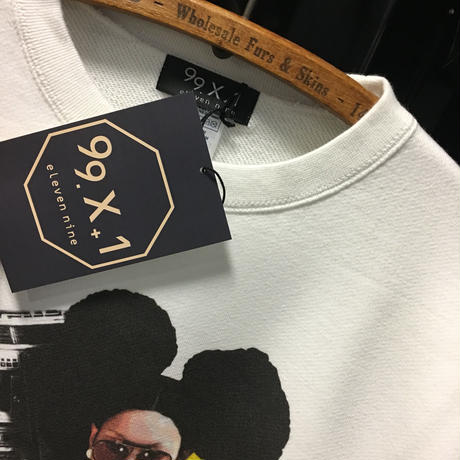 Wholesale Furs & Skins
99.X+1
eleven nine
99.X+1
eLeven nine